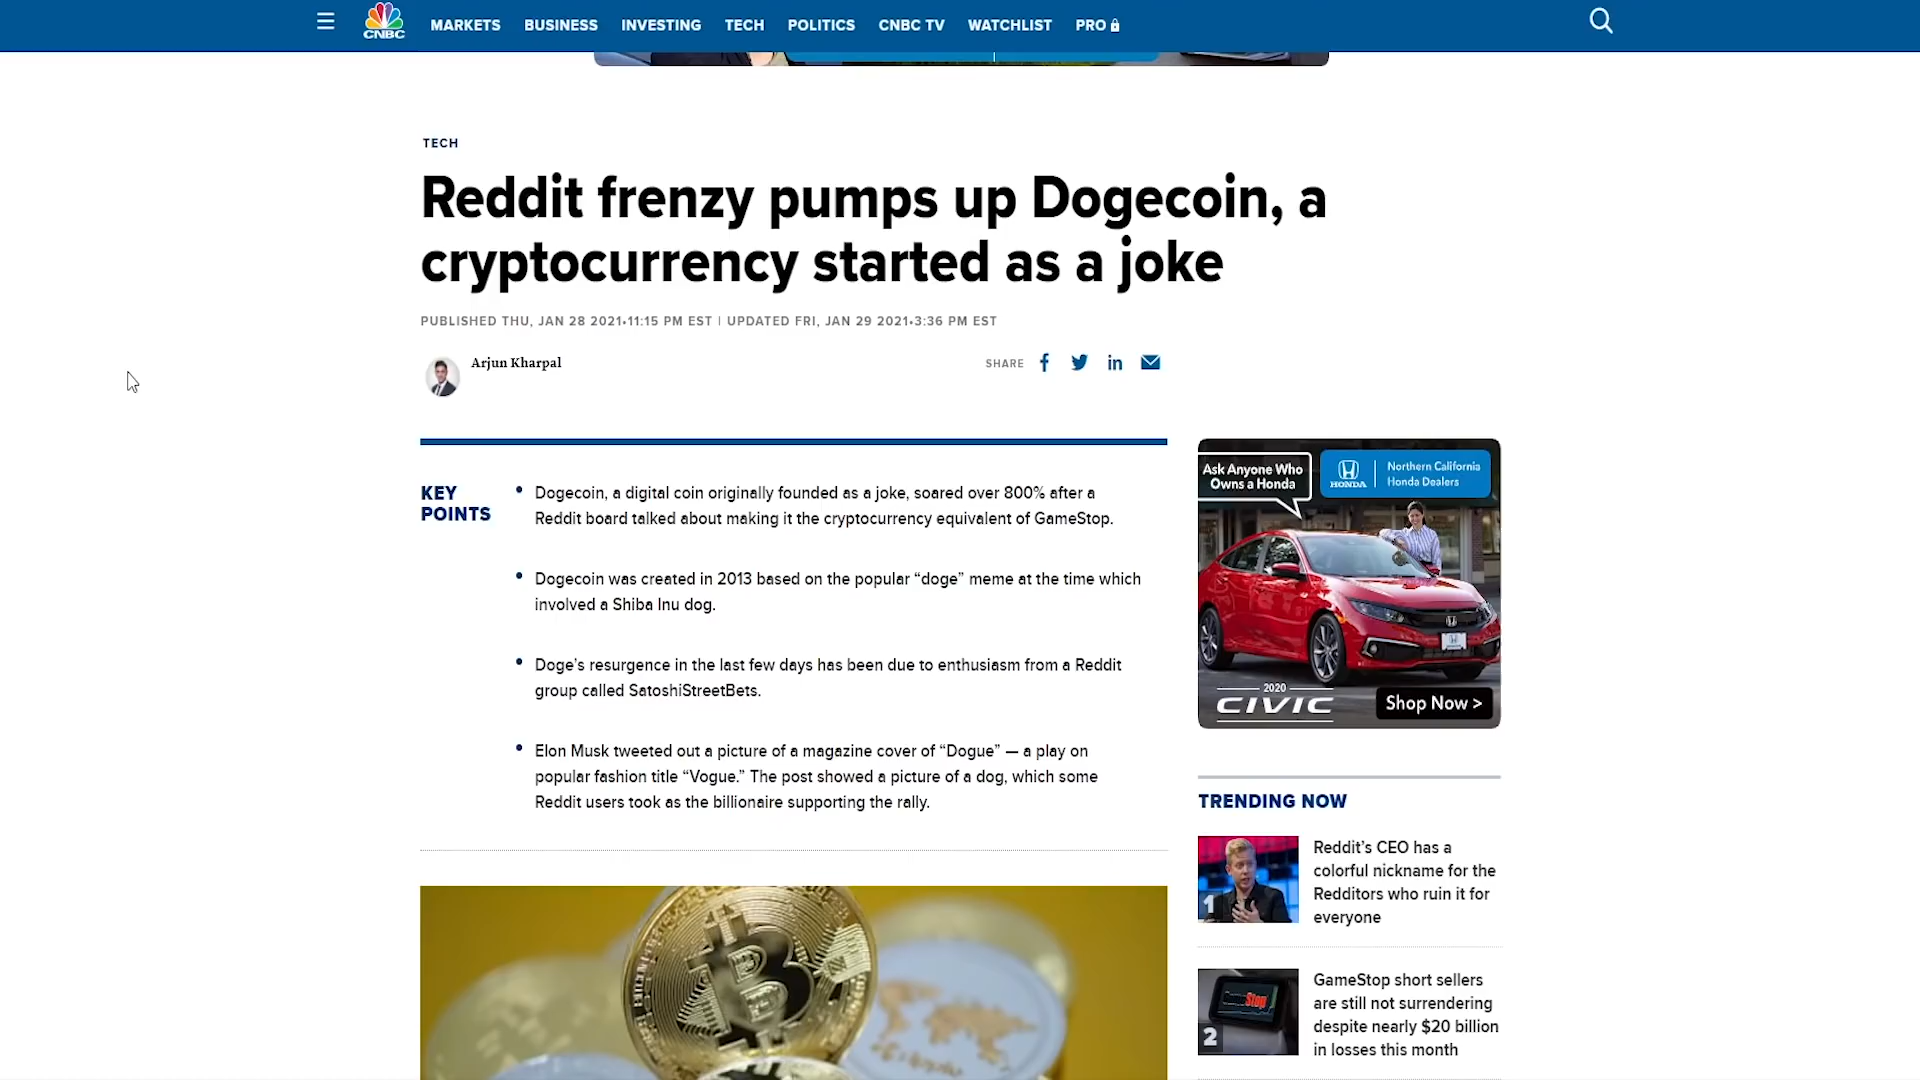 CNBC
MARKETS
BUSINESS
INVESTING
TECH
POLITICS
CNBC TV
WATCHLIST
PRO
TECH
Reddit frenzy pumps up Dogecoin, a
cryptocurrency started as a joke
PUBLISHED THU, JAN 28 2021•11:15 PM EST | UPDATED FRI, JAN 29 2021•3:36 PM EST
Arjun Kharpal
SHARE
KEY
POINTS
• Dogecoin, a digital coin originally founded as a joke, soared over 800% after a
Reddit board talked about making it the cryptocurrency equivalent of GameStop.
• Dogecoin was created in 2013 based on the popular “doge” meme at the time which
involved a Shiba Inu dog.
• Doge’s resurgence in the last few days has been due to enthusiasm from a Reddit
group called SatoshiStreetBets.
• Elon Musk tweeted out a picture of a magazine cover of “Dogue” — a play on
popular fashion title “Vogue.” The post showed a picture of a dog, which some
Reddit users took as the billionaire supporting the rally.
Ask Anyone Who
Owns a Honda
HONDA
Northern California
Honda Dealers
2020
CIVIC
Shop Now >
TRENDING NOW
1
Reddit’s CEO has a
colorful nickname for the
Redditors who ruin it for
everyone
2
GameStop short sellers
are still not surrendering
despite nearly $20 billion
in losses this month